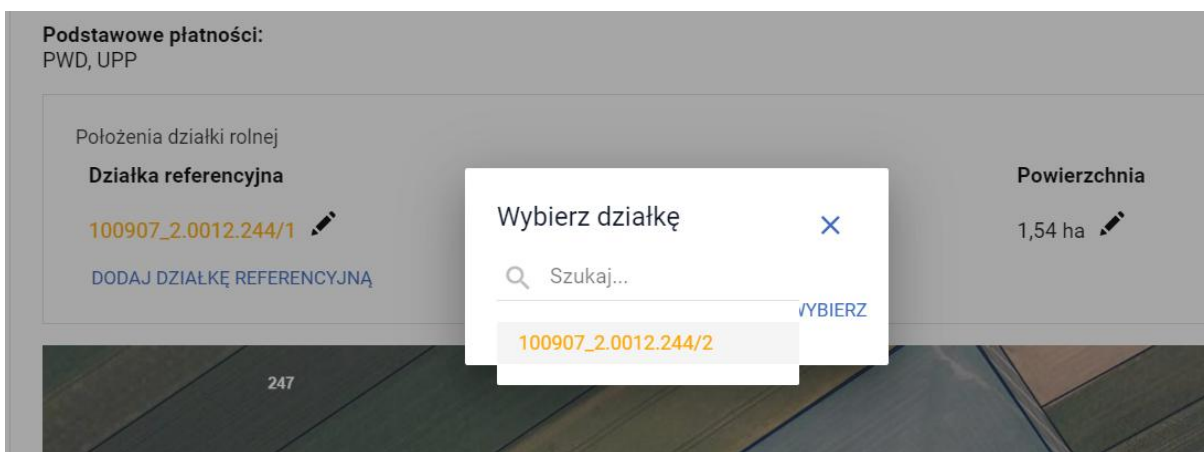 Podstawowe płatności:
PWD, UPP
Położenia działki rolnej
Działka referencyjna
Powierzchnia
100907_2.0012.244/1
1,54 ha
DODAJ DZIAŁKĘ REFERENCYJNĄ
Wybierz działkę
Szukaj...
WYBIERZ
100907_2.0012.244/2
247